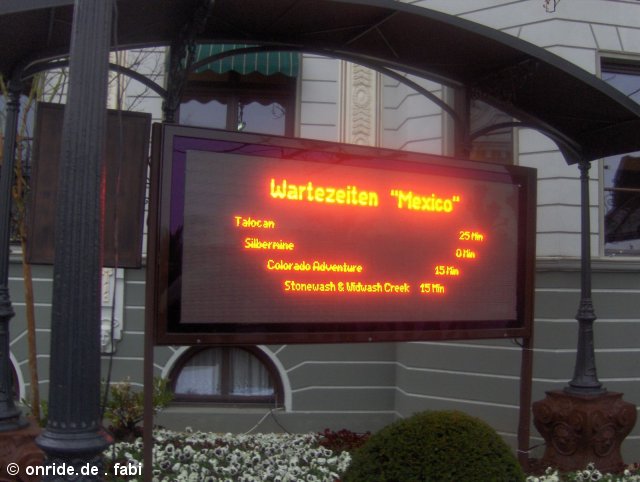 Wartezeiten "Mexico"
Talocan 25 Min
Silbermine 0 Min
Colorado Adventure 15 Min
Stonewash & Widwash Creek 15 Min
© onride.de . fabi